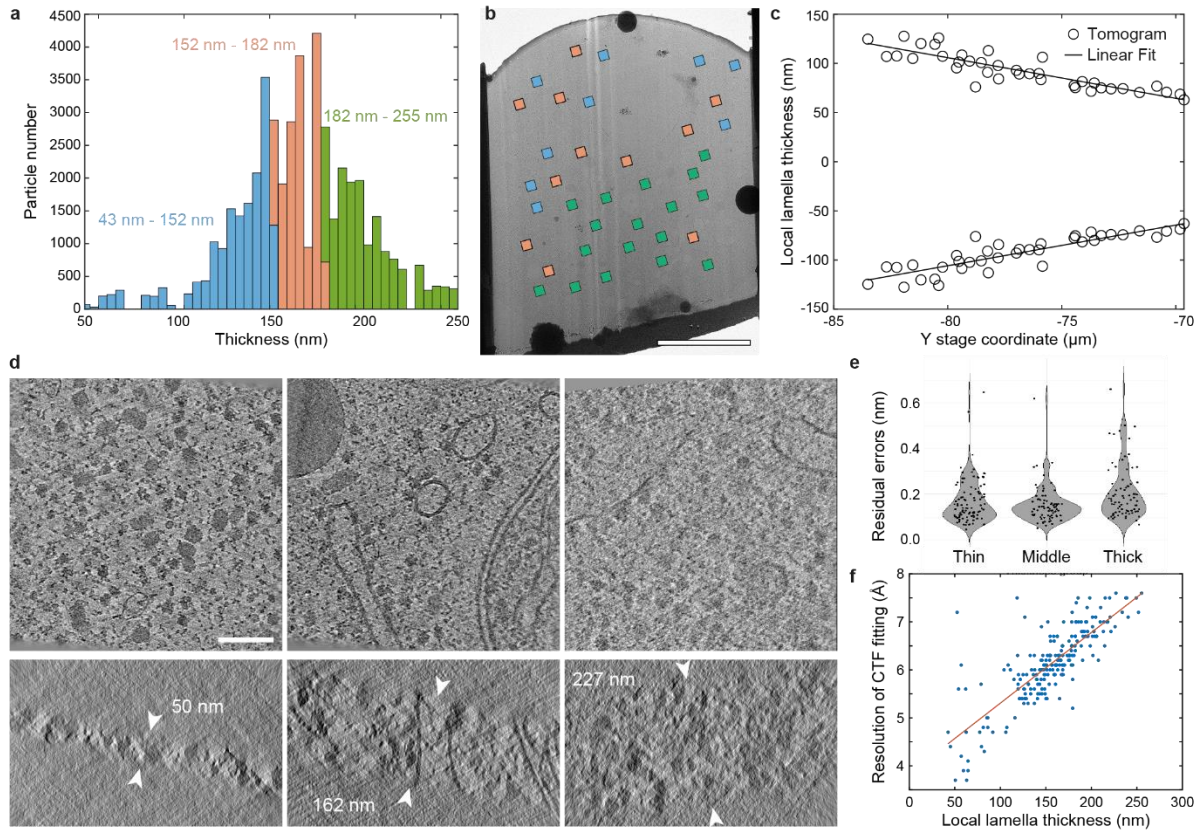 a
4500
4000
3500
3000
2500
2000
1500
1000
500
0
Particle number
152 nm - 182 nm
182 nm - 255 nm
43 nm - 152 nm
50 100 150 200 250
Thickness (nm)
b
c
150
100
50
0
-50
-100
-150
Local lamella thickness (nm)
Tomogram
Linear Fit
-85 -80 -75 -70
Y stage coordinate (µm)
d
50 nm
162 nm
227 nm
e
0.6
0.4
0.2
0.0
Residual errors (nm)
Thin Middle Thick
f
8
7
6
5
4
Resolution of CTF fitting (Å)
0 50 100 150 200 250 300
Local lamella thickness (nm)